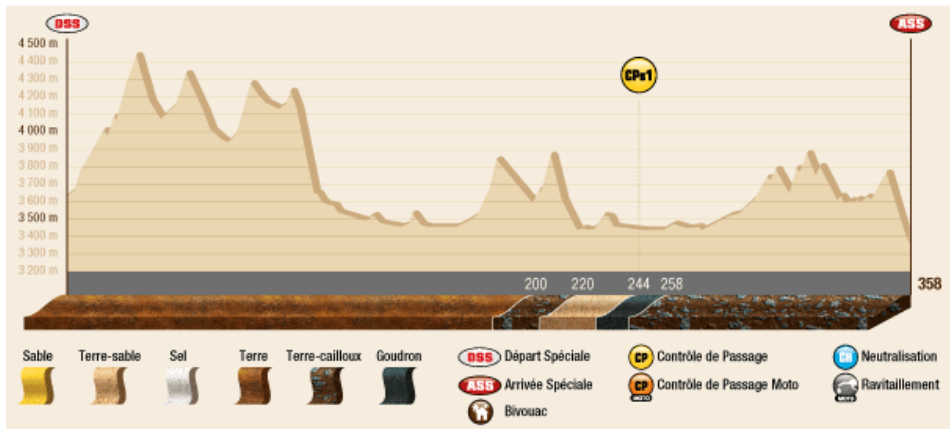 DSS
ASS
4 500 m
4 400 m
4 300 m
4 200 m
4 100 m
4 000 m
3 900 m
3 800 m
3 700 m
3 600 m
3 500 m
3 400 m
3 300 m
3 200 m
CPs1
200 220 244 258
358
Sable Terre-sable Sel Terre Terre-cailloux Goudron
DSS Départ Spéciale
ASS Arrivée Spéciale
Bivouac
CP Contrôle de Passage
CP MOTO Contrôle de Passage Moto
CH Neutralisation
MOTO Ravitaillement